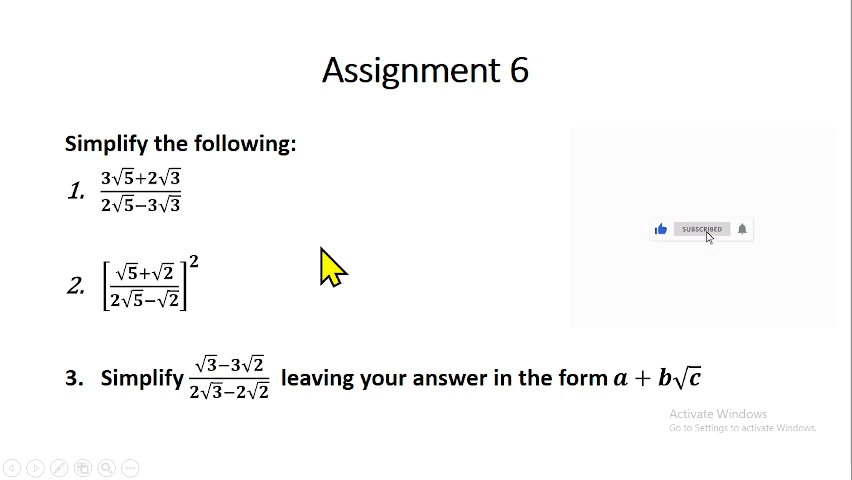 Assignment 6
Simplify the following:
1. (3√5+2√3)/(2√5−3√3)
SUBSCRIBED
2. [(√5+√2)/(2√5−√2)]²
3. Simplify (√3−3√2)/(2√3−2√2) leaving your answer in the form a + b√c
Activate Windows
Go to Settings to activate Windows.